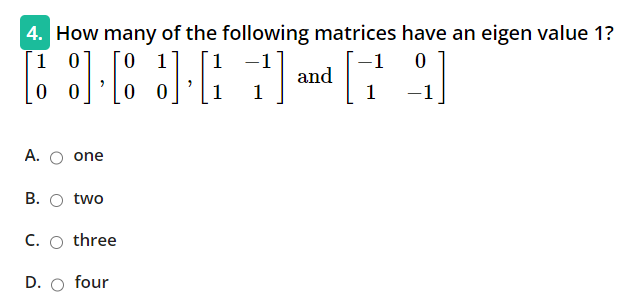 4. How many of the following matrices have an eigen value 1?
[1 0
0 0], [0 1
0 0], [1 −1
1 1] and [−1 0
1 −1]
A. one
B. two
C. three
D. four